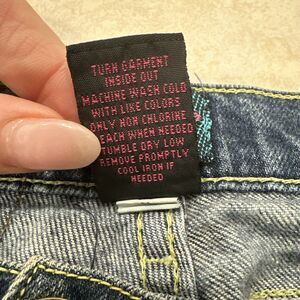 TURN GARMENT
INSIDE OUT
MACHINE WASH COLD
WITH LIKE COLORS
ONLY NON CHLORINE
EACH WHEN NEEDED
TUMBLE DRY LOW
REMOVE PROMPTLY
COOL IRON IF
NEEDED